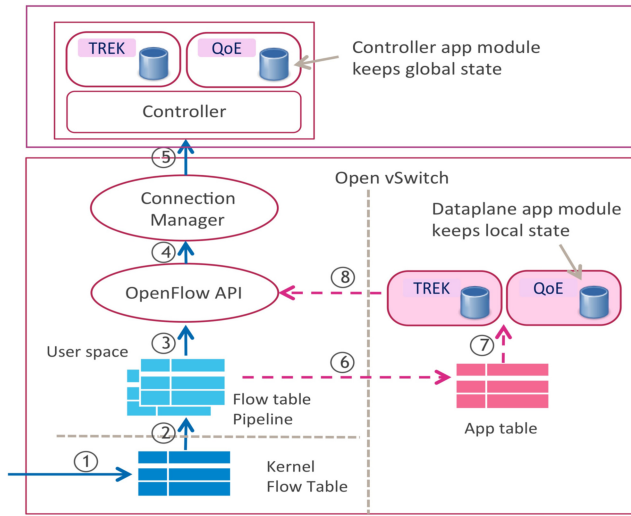 TREK
QoE
Controller app module
keeps global state
Controller
5
Connection
Manager
Open vSwitch
Dataplane app module
keeps local state
4
OpenFlow API
8
TREK
QoE
3
User space
6
7
Flow table
Pipeline
App table
2
1
Kernel
Flow Table